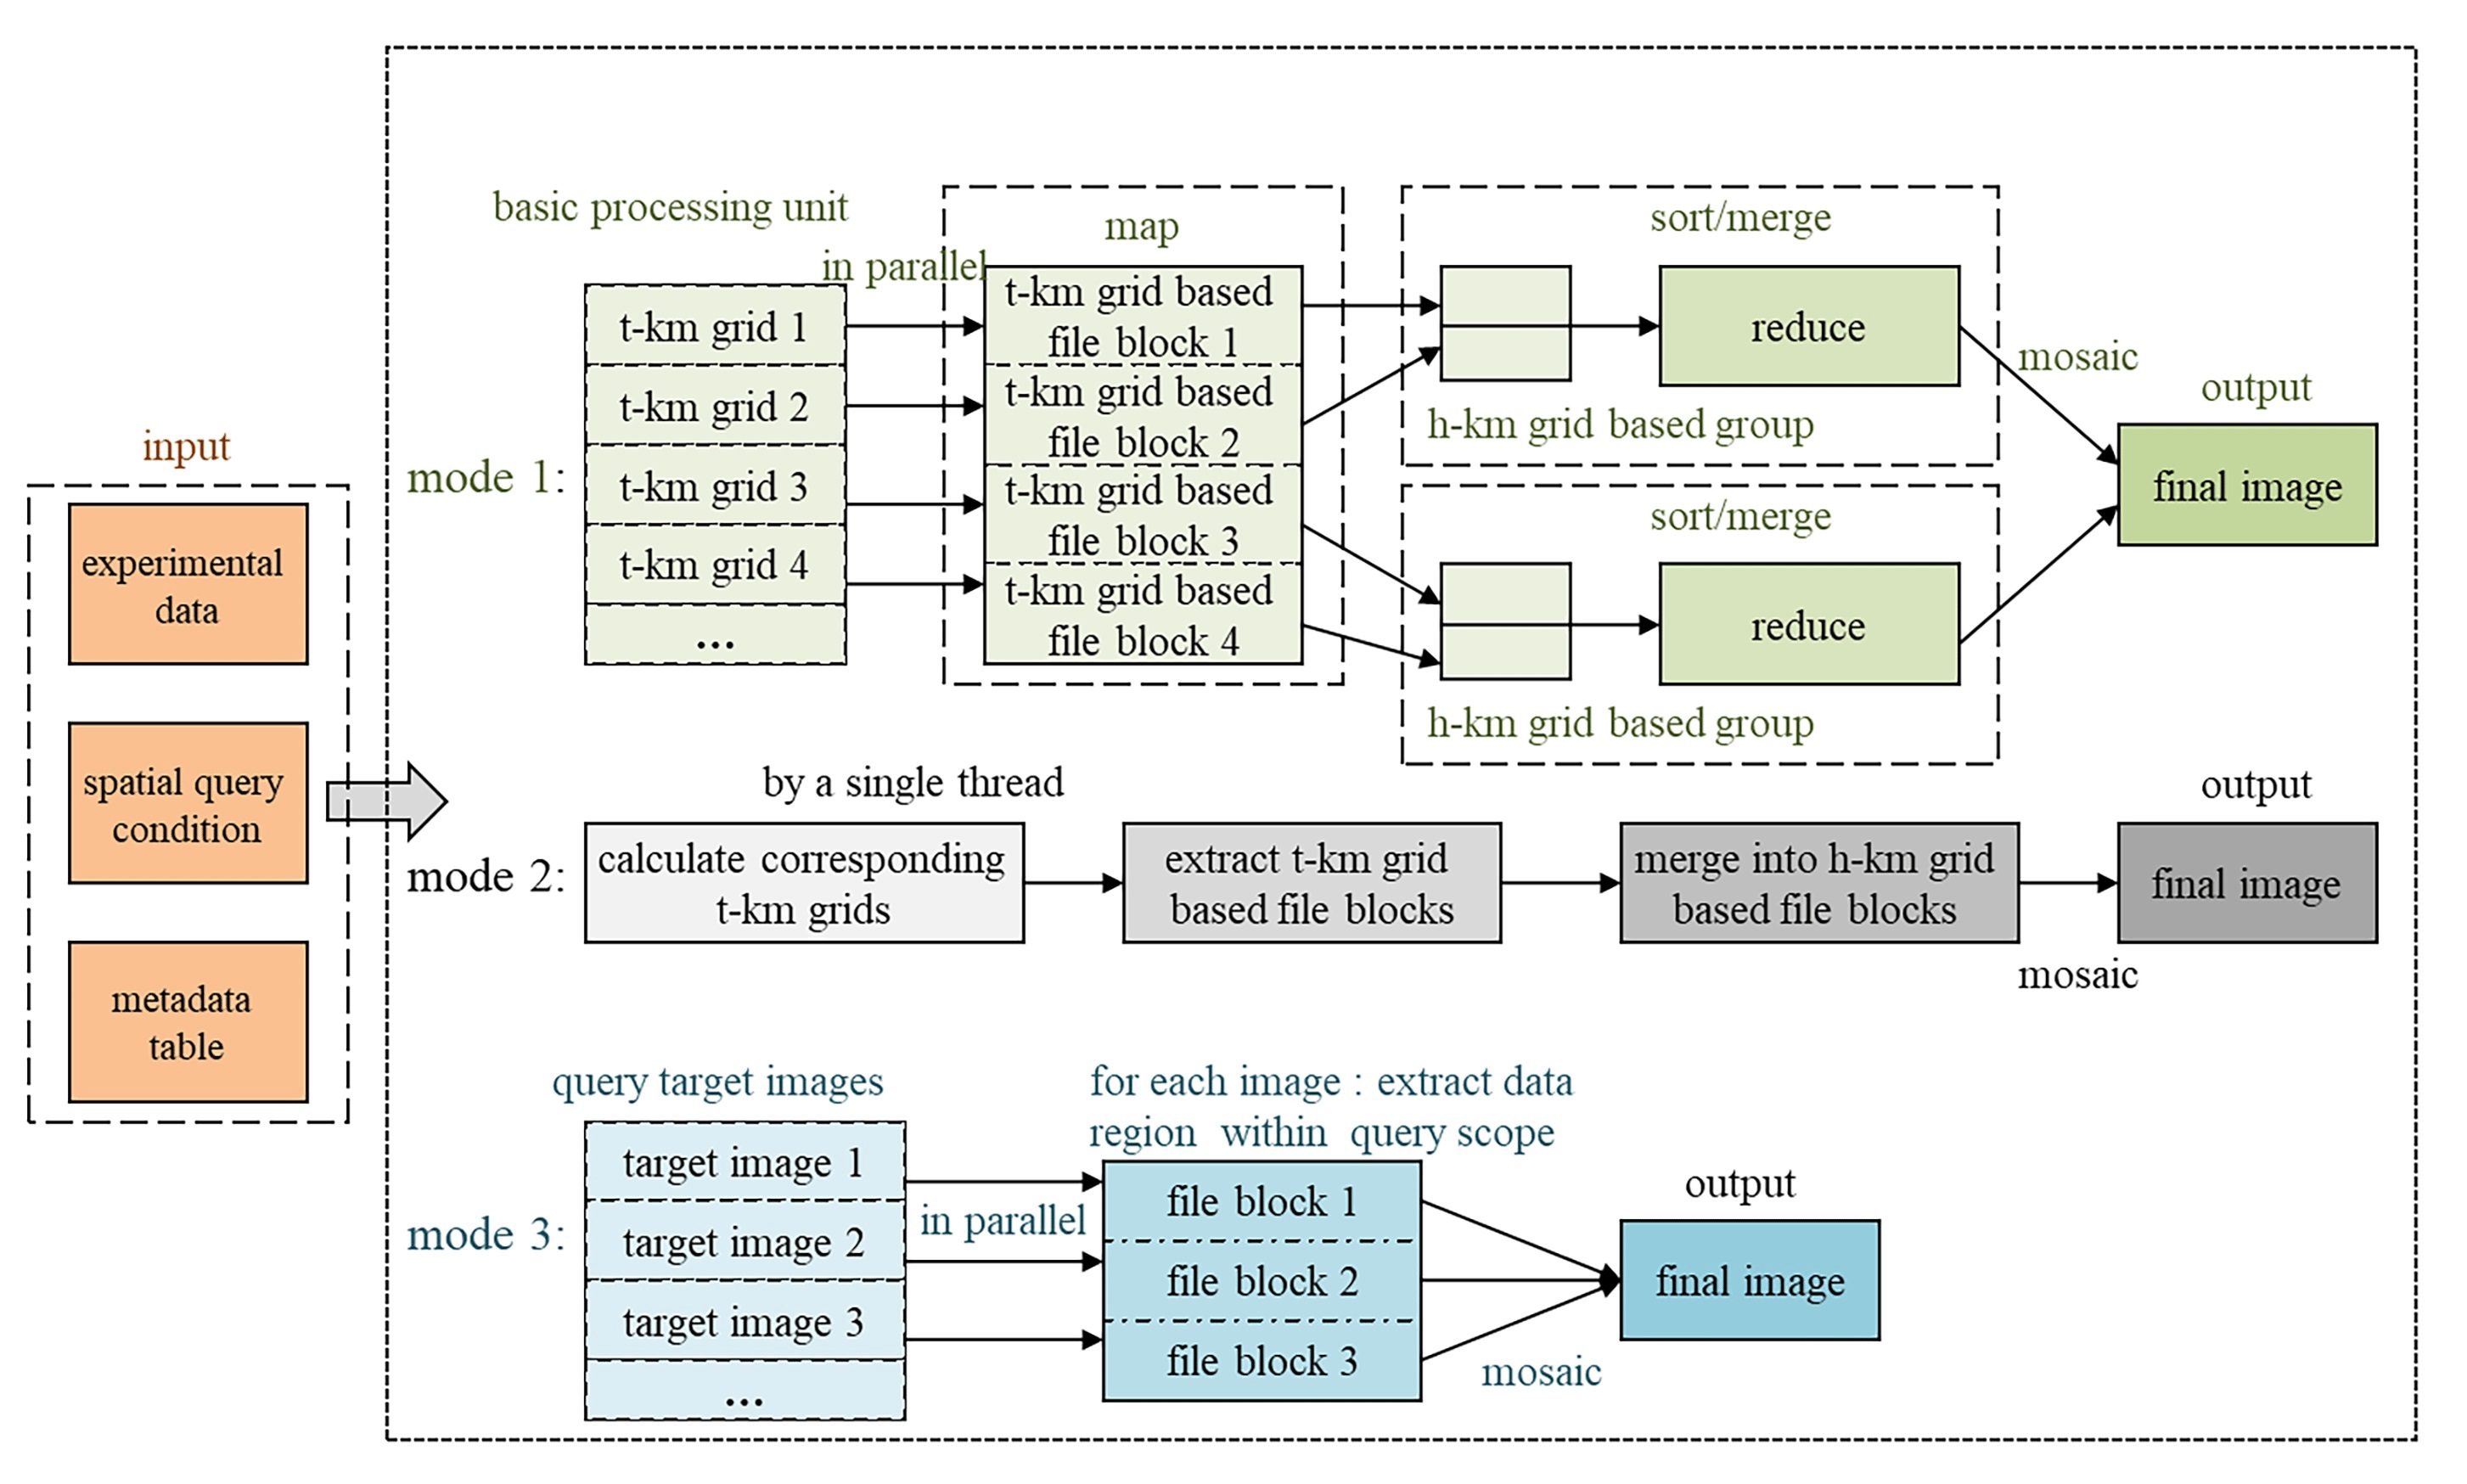 input
experimental
data
spatial query
condition
metadata
table
mode 1:
basic processing unit
in parallel
t-km grid 1
t-km grid 2
t-km grid 3
t-km grid 4
...
map
t-km grid based
file block 1
t-km grid based
file block 2
t-km grid based
file block 3
t-km grid based
file block 4
sort/merge
reduce
h-km grid based group
sort/merge
reduce
h-km grid based group
mosaic
output
final image
mode 2:
by a single thread
calculate corresponding
t-km grids
extract t-km grid
based file blocks
merge into h-km grid
based file blocks
mosaic
output
final image
mode 3:
query target images
target image 1
target image 2
target image 3
...
in parallel
for each image : extract data
region within query scope
file block 1
file block 2
file block 3
mosaic
output
final image